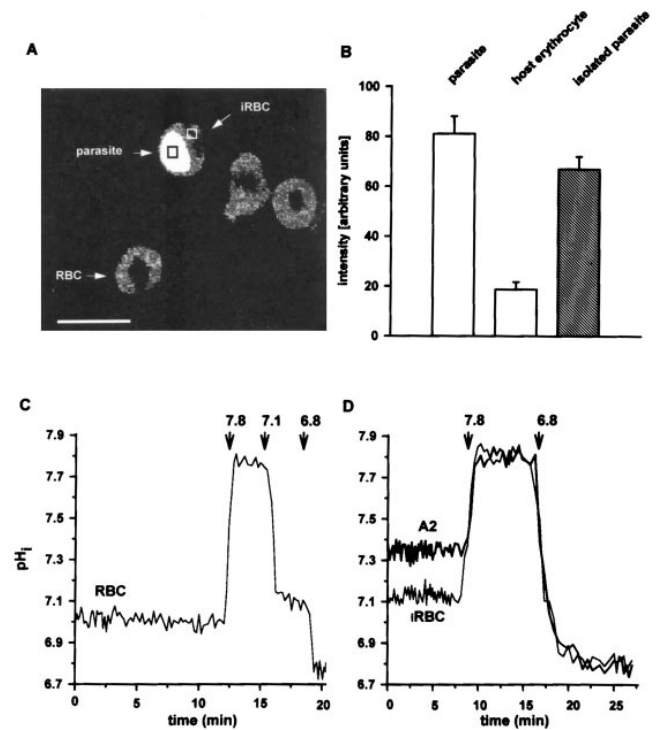 A
iRBC
parasite
RBC
B
parasite
host erythrocyte
isolated parasite
intensity [arbitrary units]
100
80
60
40
20
0
C
7.8 7.1 6.8
pHi
7.9
7.7
7.5
7.3
7.1
6.9
6.7
RBC
0 5 10 15 20
time (min)
D
7.8 6.8
7.9
7.7
7.5
7.3
7.1
6.9
6.7
A2
iRBC
0 5 10 15 20 25
time (min)